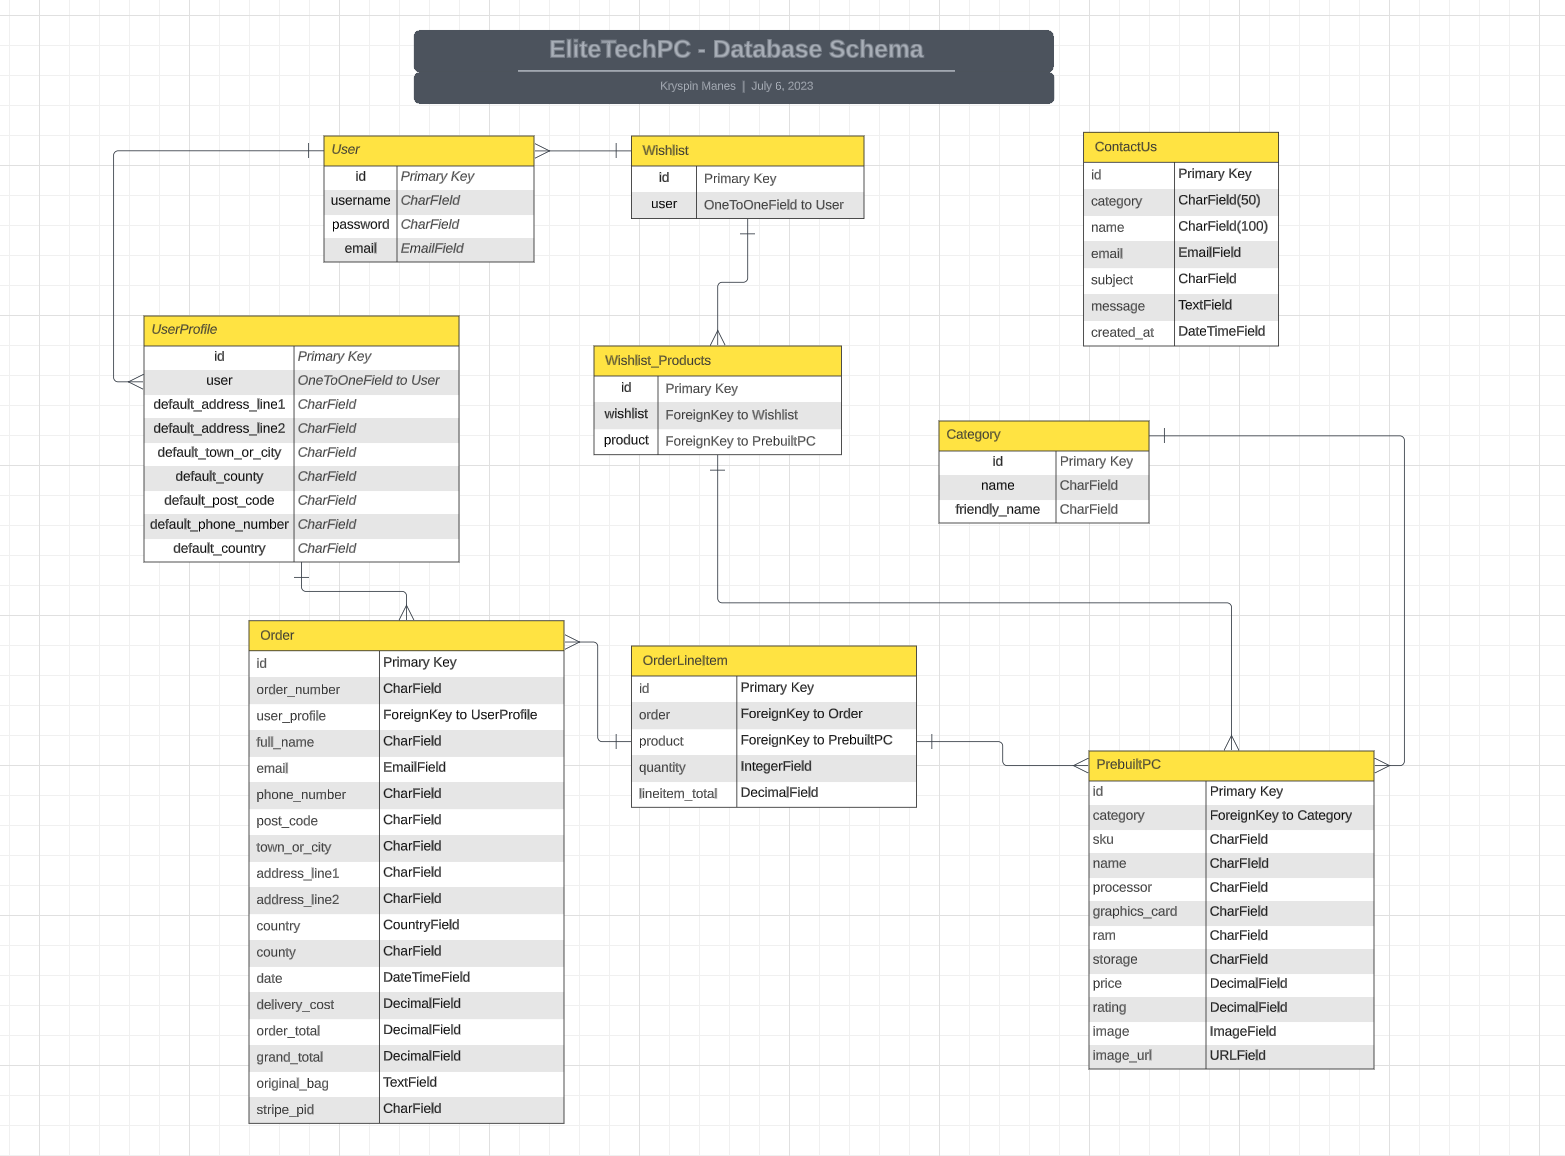 EliteTechPC - Database Schema
Kryspin Manes | July 6, 2023
User
id Primary Key
username CharFIeld
password CharField
email EmailField
Wishlist
id Primary Key
user OneToOneField to User
ContactUs
id Primary Key
category CharField(50)
name CharField(100)
email EmailField
subject CharField
message TextField
created_at DateTimeField
UserProfile
id Primary Key
user OneToOneField to User
default_address_line1 CharField
default_address_line2 CharField
default_town_or_city CharField
default_county CharField
default_post_code CharField
default_phone_number CharField
default_country CharField
Wishlist_Products
id Primary Key
wishlist ForeignKey to Wishlist
product ForeignKey to PrebuiltPC
Category
id Primary Key
name CharField
friendly_name CharField
Order
id Primary Key
order_number CharField
user_profile ForeignKey to UserProfile
full_name CharField
email EmailField
phone_number CharField
post_code CharField
town_or_city CharField
address_line1 CharField
address_line2 CharField
country CountryField
county CharField
date DateTimeField
delivery_cost DecimalField
order_total DecimalField
grand_total DecimalField
original_bag TextField
stripe_pid CharField
OrderLineItem
id Primary Key
order ForeignKey to Order
product ForeignKey to PrebuiltPC
quantity IntegerField
lineitem_total DecimalField
PrebuiltPC
id Primary Key
category ForeignKey to Category
sku CharField
name CharFIeld
processor CharField
graphics_card CharField
ram CharField
storage CharField
price DecimalField
rating DecimalField
image ImageField
image_url URLField